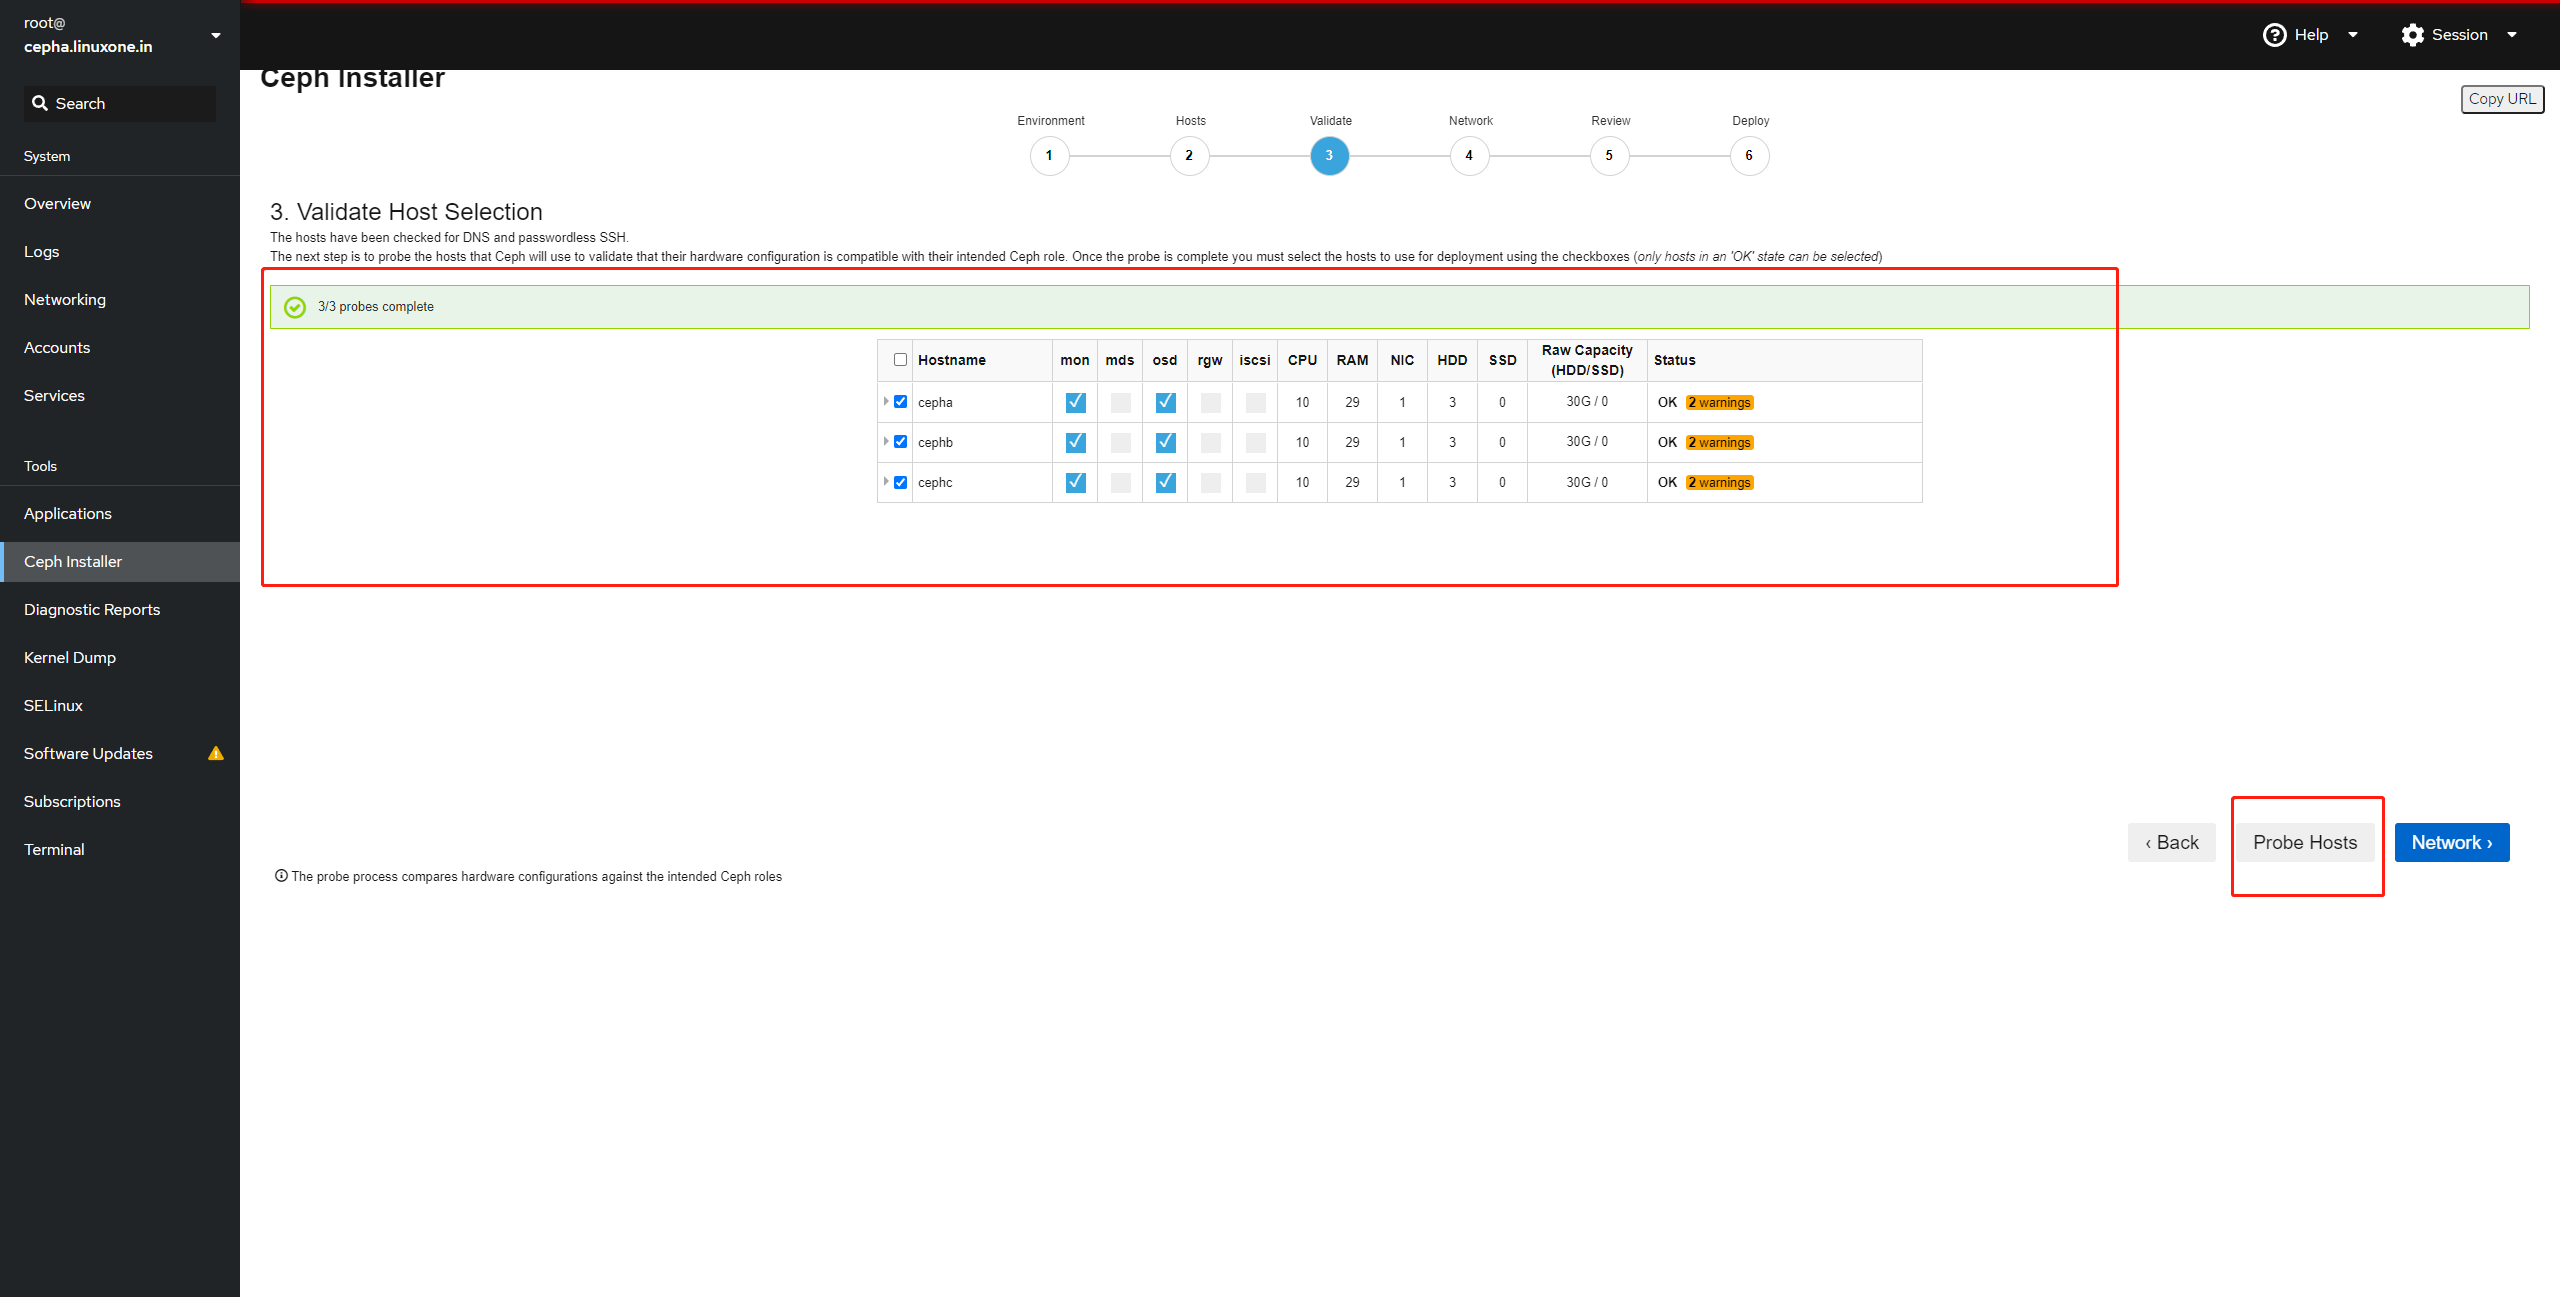 root@
cepha.linuxone.in
Search
System
Overview
Logs
Networking
Accounts
Services
Tools
Applications
Ceph Installer
Diagnostic Reports
Kernel Dump
SELinux
Software Updates
Subscriptions
Terminal
Help
Session
Ceph Installer
Copy URL
Environment Hosts Validate Network Review Deploy
1 2 3 4 5 6
3. Validate Host Selection
The hosts have been checked for DNS and passwordless SSH.
The next step is to probe the hosts that Ceph will use to validate that their hardware configuration is compatible with their intended Ceph role. Once the probe is complete you must select the hosts to use for deployment using the checkboxes (only hosts in an 'OK' state can be selected)
3/3 probes complete
Hostname mon mds osd rgw iscsi CPU RAM NIC HDD SSD Raw Capacity (HDD/SSD) Status
cepha 10 29 1 3 0 30G / 0 OK 2 warnings
cephb 10 29 1 3 0 30G / 0 OK 2 warnings
cephc 10 29 1 3 0 30G / 0 OK 2 warnings
‹ Back
Probe Hosts
Network ›
The probe process compares hardware configurations against the intended Ceph roles